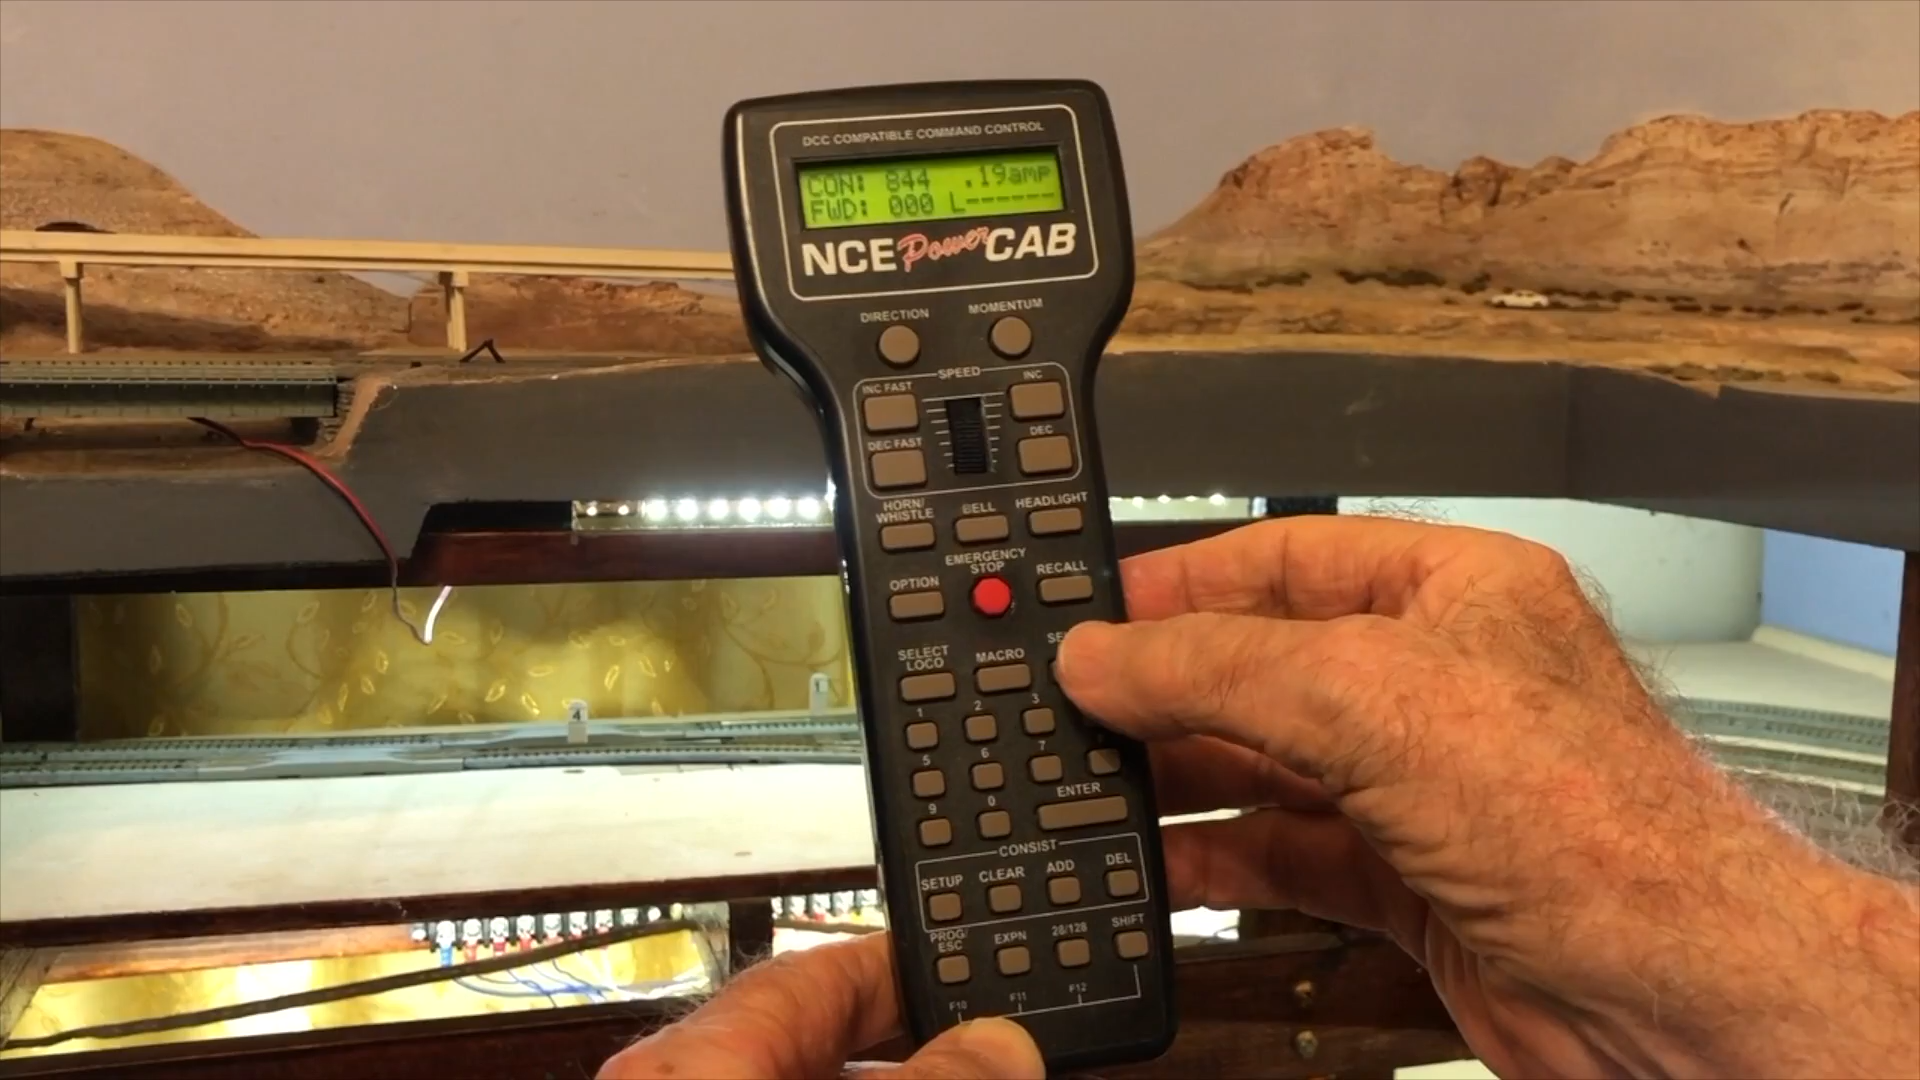 DCC COMPATIBLE COMMAND CONTROL
CON: 844 .19amp
FWD: 000 L------
NCE Power CAB
DIRECTION
MOMENTUM
SPEED
INC FAST
INC
DEC FAST
DEC
HORN/
WHISTLE
BELL
HEADLIGHT
EMERGENCY
STOP
OPTION
RECALL
SELECT
LOCO
MACRO
1
2
3
5
6
7
9
0
ENTER
CONSIST
SETUP
CLEAR
ADD
DEL
PROG/
ESC
EXPN
28/128
SHIFT
F10
F11
F12
4
1